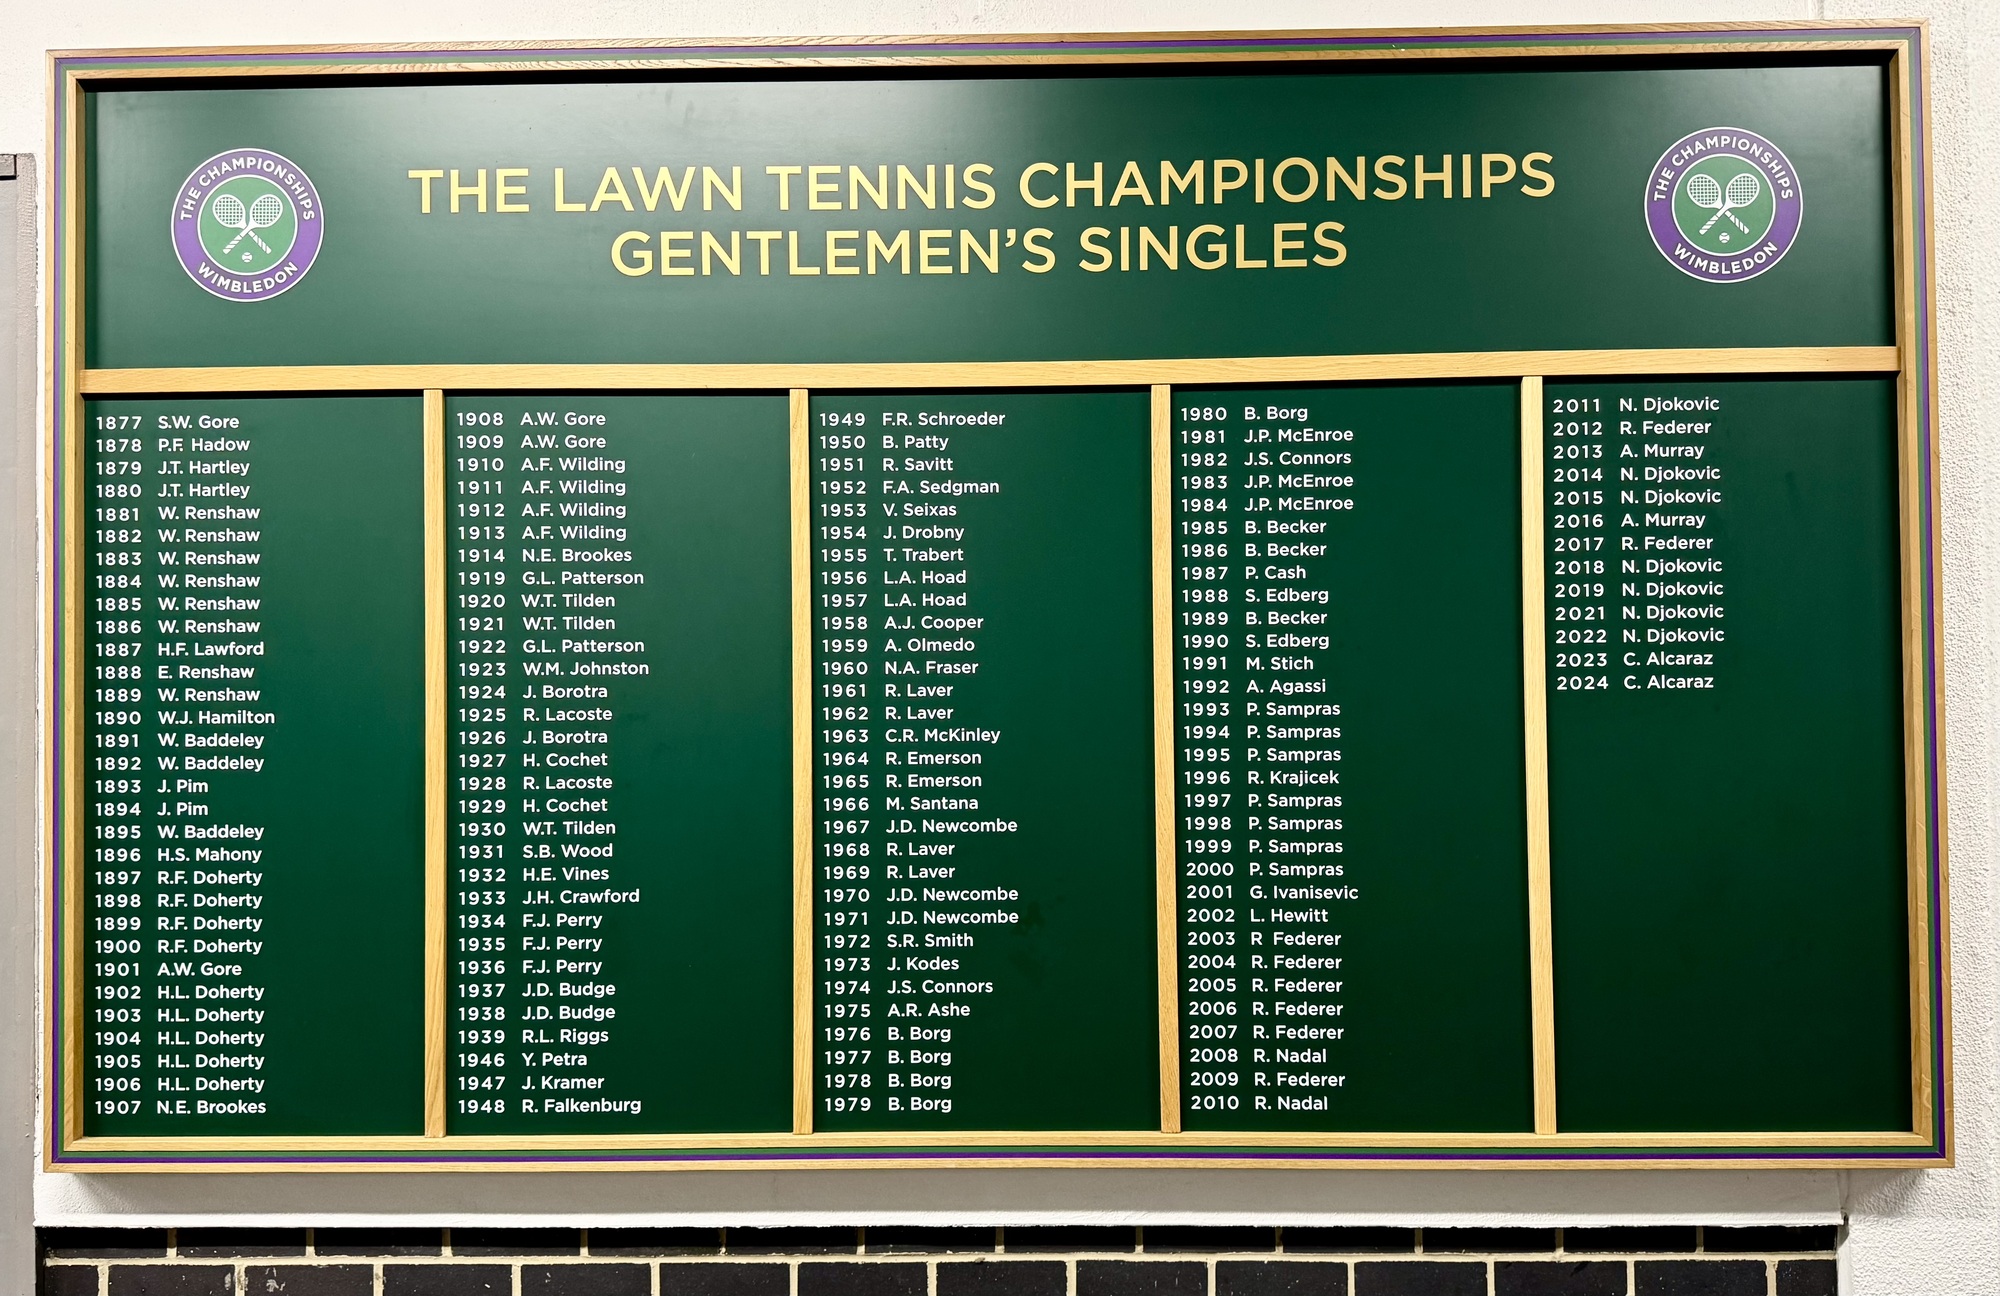 THE LAWN TENNIS CHAMPIONSHIPS
GENTLEMEN'S SINGLES
THE CHAMPIONSHIPS
WIMBLEDON
THE CHAMPIONSHIPS
WIMBLEDON
1877 S.W. Gore
1878 P.F. Hadow
1879 J.T. Hartley
1880 J.T. Hartley
1881 W. Renshaw
1882 W. Renshaw
1883 W. Renshaw
1884 W. Renshaw
1885 W. Renshaw
1886 W. Renshaw
1887 H.F. Lawford
1888 E. Renshaw
1889 W. Renshaw
1890 W.J. Hamilton
1891 W. Baddeley
1892 W. Baddeley
1893 J. Pim
1894 J. Pim
1895 W. Baddeley
1896 H.S. Mahony
1897 R.F. Doherty
1898 R.F. Doherty
1899 R.F. Doherty
1900 R.F. Doherty
1901 A.W. Gore
1902 H.L. Doherty
1903 H.L. Doherty
1904 H.L. Doherty
1905 H.L. Doherty
1906 H.L. Doherty
1907 N.E. Brookes
1908 A.W. Gore
1909 A.W. Gore
1910 A.F. Wilding
1911 A.F. Wilding
1912 A.F. Wilding
1913 A.F. Wilding
1914 N.E. Brookes
1919 G.L. Patterson
1920 W.T. Tilden
1921 W.T. Tilden
1922 G.L. Patterson
1923 W.M. Johnston
1924 J. Borotra
1925 R. Lacoste
1926 J. Borotra
1927 H. Cochet
1928 R. Lacoste
1929 H. Cochet
1930 W.T. Tilden
1931 S.B. Wood
1932 H.E. Vines
1933 J.H. Crawford
1934 F.J. Perry
1935 F.J. Perry
1936 F.J. Perry
1937 J.D. Budge
1938 J.D. Budge
1939 R.L. Riggs
1946 Y. Petra
1947 J. Kramer
1948 R. Falkenburg
1949 F.R. Schroeder
1950 B. Patty
1951 R. Savitt
1952 F.A. Sedgman
1953 V. Seixas
1954 J. Drobny
1955 T. Trabert
1956 L.A. Hoad
1957 L.A. Hoad
1958 A.J. Cooper
1959 A. Olmedo
1960 N.A. Fraser
1961 R. Laver
1962 R. Laver
1963 C.R. McKinley
1964 R. Emerson
1965 R. Emerson
1966 M. Santana
1967 J.D. Newcombe
1968 R. Laver
1969 R. Laver
1970 J.D. Newcombe
1971 J.D. Newcombe
1972 S.R. Smith
1973 J. Kodes
1974 J.S. Connors
1975 A.R. Ashe
1976 B. Borg
1977 B. Borg
1978 B. Borg
1979 B. Borg
1980 B. Borg
1981 J.P. McEnroe
1982 J.S. Connors
1983 J.P. McEnroe
1984 J.P. McEnroe
1985 B. Becker
1986 B. Becker
1987 P. Cash
1988 S. Edberg
1989 B. Becker
1990 S. Edberg
1991 M. Stich
1992 A. Agassi
1993 P. Sampras
1994 P. Sampras
1995 P. Sampras
1996 R. Krajicek
1997 P. Sampras
1998 P. Sampras
1999 P. Sampras
2000 P. Sampras
2001 G. Ivanisevic
2002 L. Hewitt
2003 R Federer
2004 R. Federer
2005 R. Federer
2006 R. Federer
2007 R. Federer
2008 R. Nadal
2009 R. Federer
2010 R. Nadal
2011 N. Djokovic
2012 R. Federer
2013 A. Murray
2014 N. Djokovic
2015 N. Djokovic
2016 A. Murray
2017 R. Federer
2018 N. Djokovic
2019 N. Djokovic
2021 N. Djokovic
2022 N. Djokovic
2023 C. Alcaraz
2024 C. Alcaraz